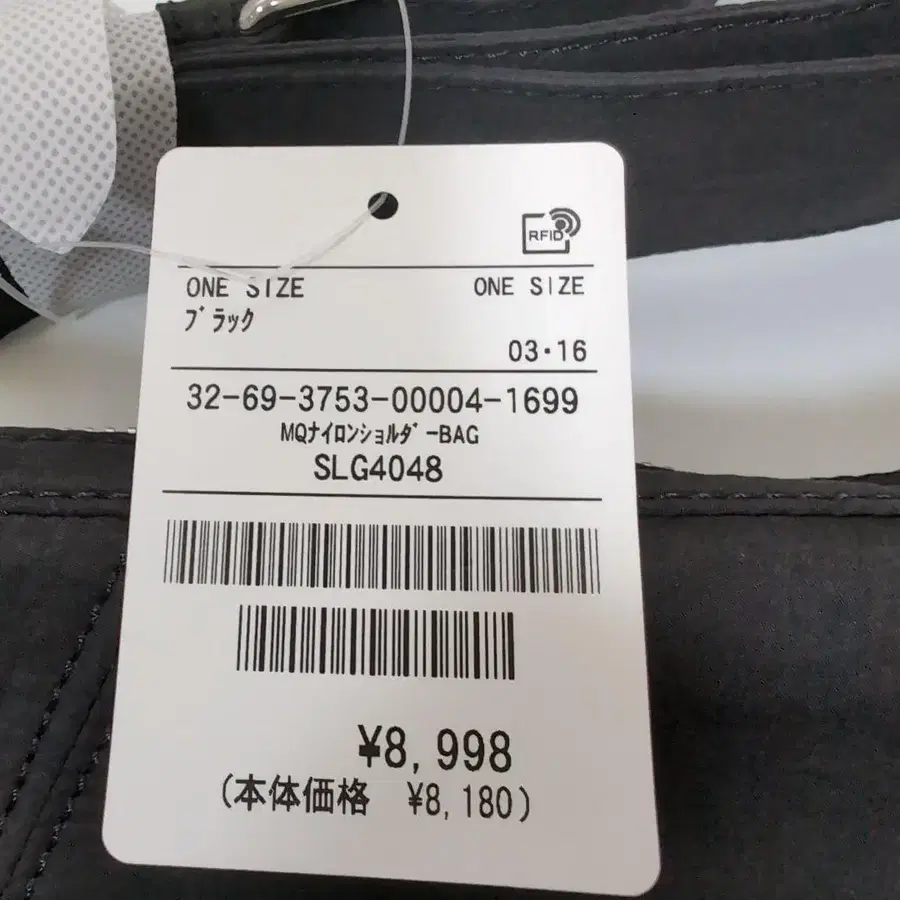 RFID
ONE SIZE ONE SIZE
ﾌﾞﾗｯｸ
03・16
32-69-3753-00004-1699
MQﾅｲﾛﾝｼｮﾙﾀﾞｰBAG
SLG4048
¥8,998
(本体価格 ¥8,180)